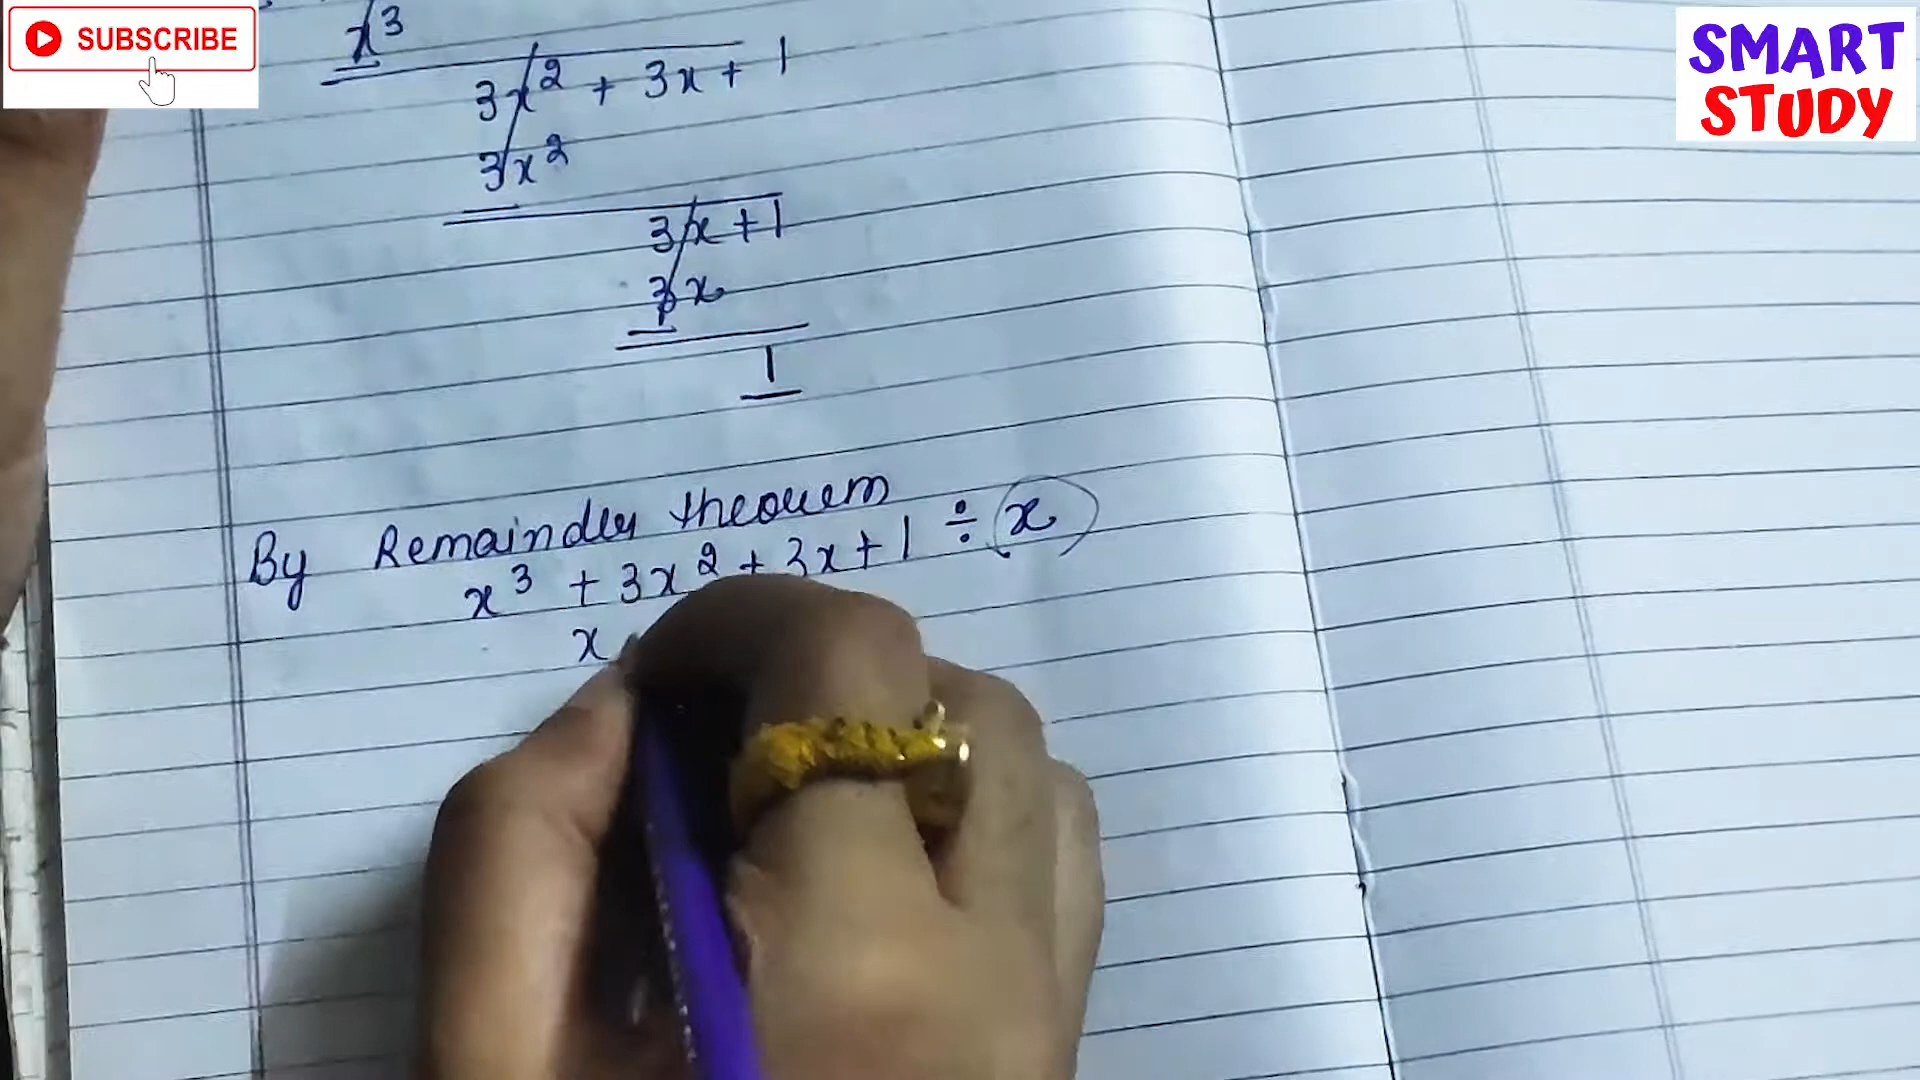 SUBSCRIBE
SMART
STUDY
x³
3x² + 3x + 1
3x²
3x + 1
3x
1
By Remainder theorem
x³ + 3x² + 3x + 1 ÷ x
x